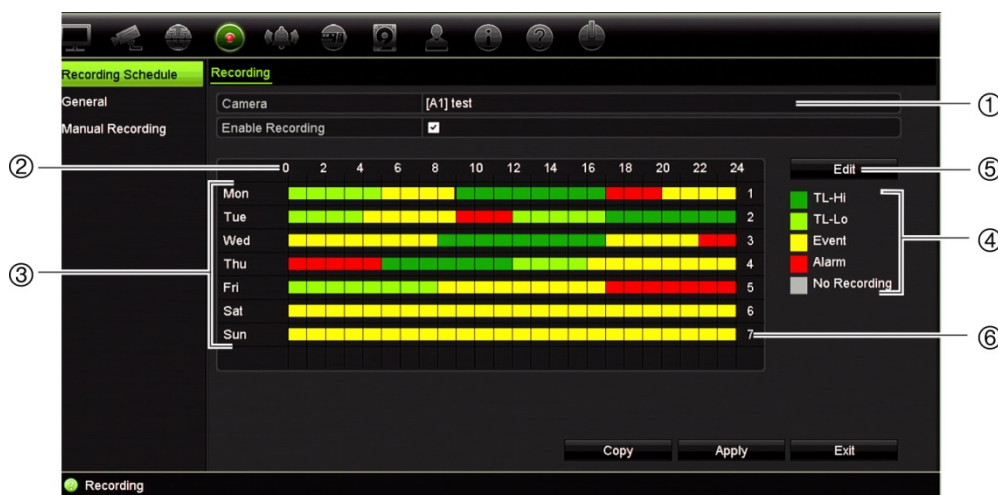 Recording Schedule
General
Manual Recording
Recording
Camera [A1] test ①
Enable Recording
② 0 2 4 6 8 10 12 14 16 18 20 22 24
Edit ⑤
③
Mon 1
Tue 2
Wed 3
Thu 4
Fri 5
Sat 6
Sun 7 ⑥
TL-Hi
TL-Lo
Event ④
Alarm
No Recording
Copy Apply Exit
Recording